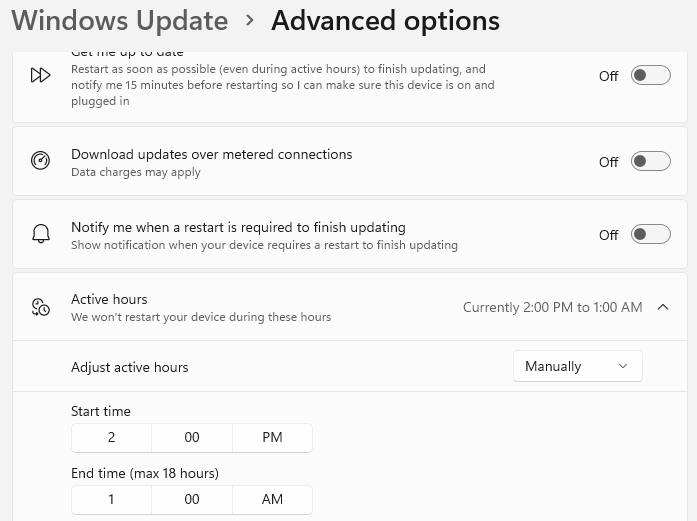 Windows Update > Advanced options
Get me up to date
Restart as soon as possible (even during active hours) to finish updating, and
notify me 15 minutes before restarting so I can make sure this device is on and
plugged in
Off
Download updates over metered connections
Data charges may apply
Off
Notify me when a restart is required to finish updating
Show notification when your device requires a restart to finish updating
Off
Active hours
We won't restart your device during these hours
Currently 2:00 PM to 1:00 AM
Adjust active hours
Manually
Start time
2 00 PM
End time (max 18 hours)
1 00 AM